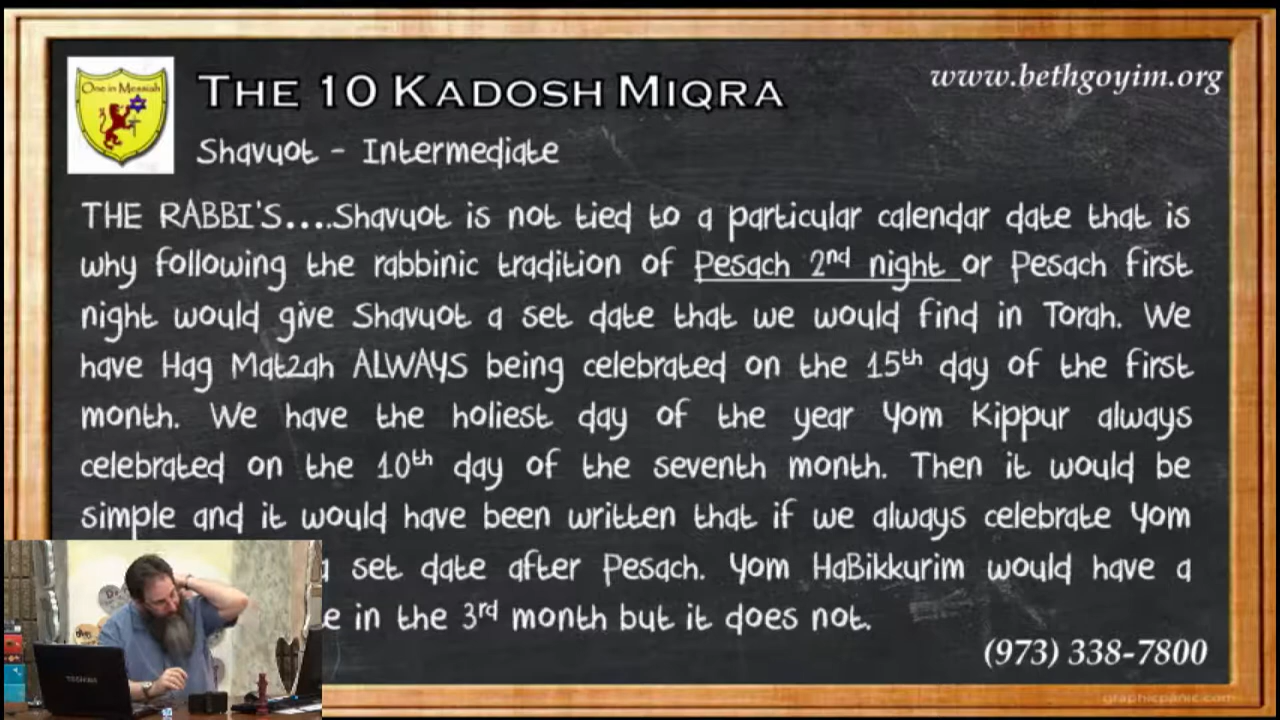 One in Messiah
THE 10 KADOSH MIQRA
www.bethgoyim.org
Shavuot - Intermediate
THE RABBI'S....Shavuot is not tied to a particular calendar date that is
why following the rabbinic tradition of Pesach 2nd night or Pesach first
night would give Shavuot a set date that we would find in Torah. We
have Hag Matzah ALWAYS being celebrated on the 15th day of the first
month. We have the holiest day of the year Yom Kippur always
celebrated on the 10th day of the seventh month. Then it would be
simple and it would have been written that if we always celebrate Yom
set date after Pesach. Yom HaBikkurim would have a
e in the 3rd month but it does not.
(973) 338-7800
TOSHIBA
graphicpanic.com